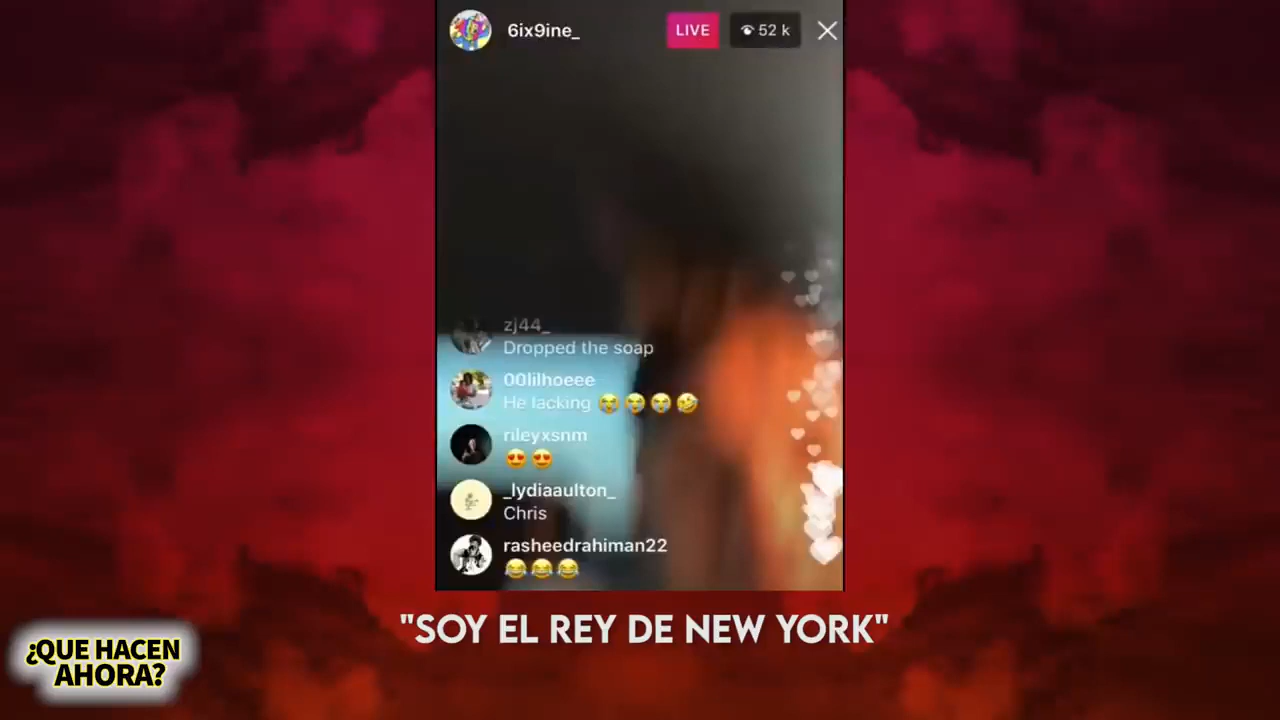 6ix9ine_
LIVE
52 k
zj44_
Dropped the soap
00lilhoeee
He lacking 😭😭😭🤣
rileyxsnm
😍😍
_lydiaaulton_
Chris
rasheedrahiman22
😂😂😂
"SOY EL REY DE NEW YORK"
¿QUE HACEN
AHORA?